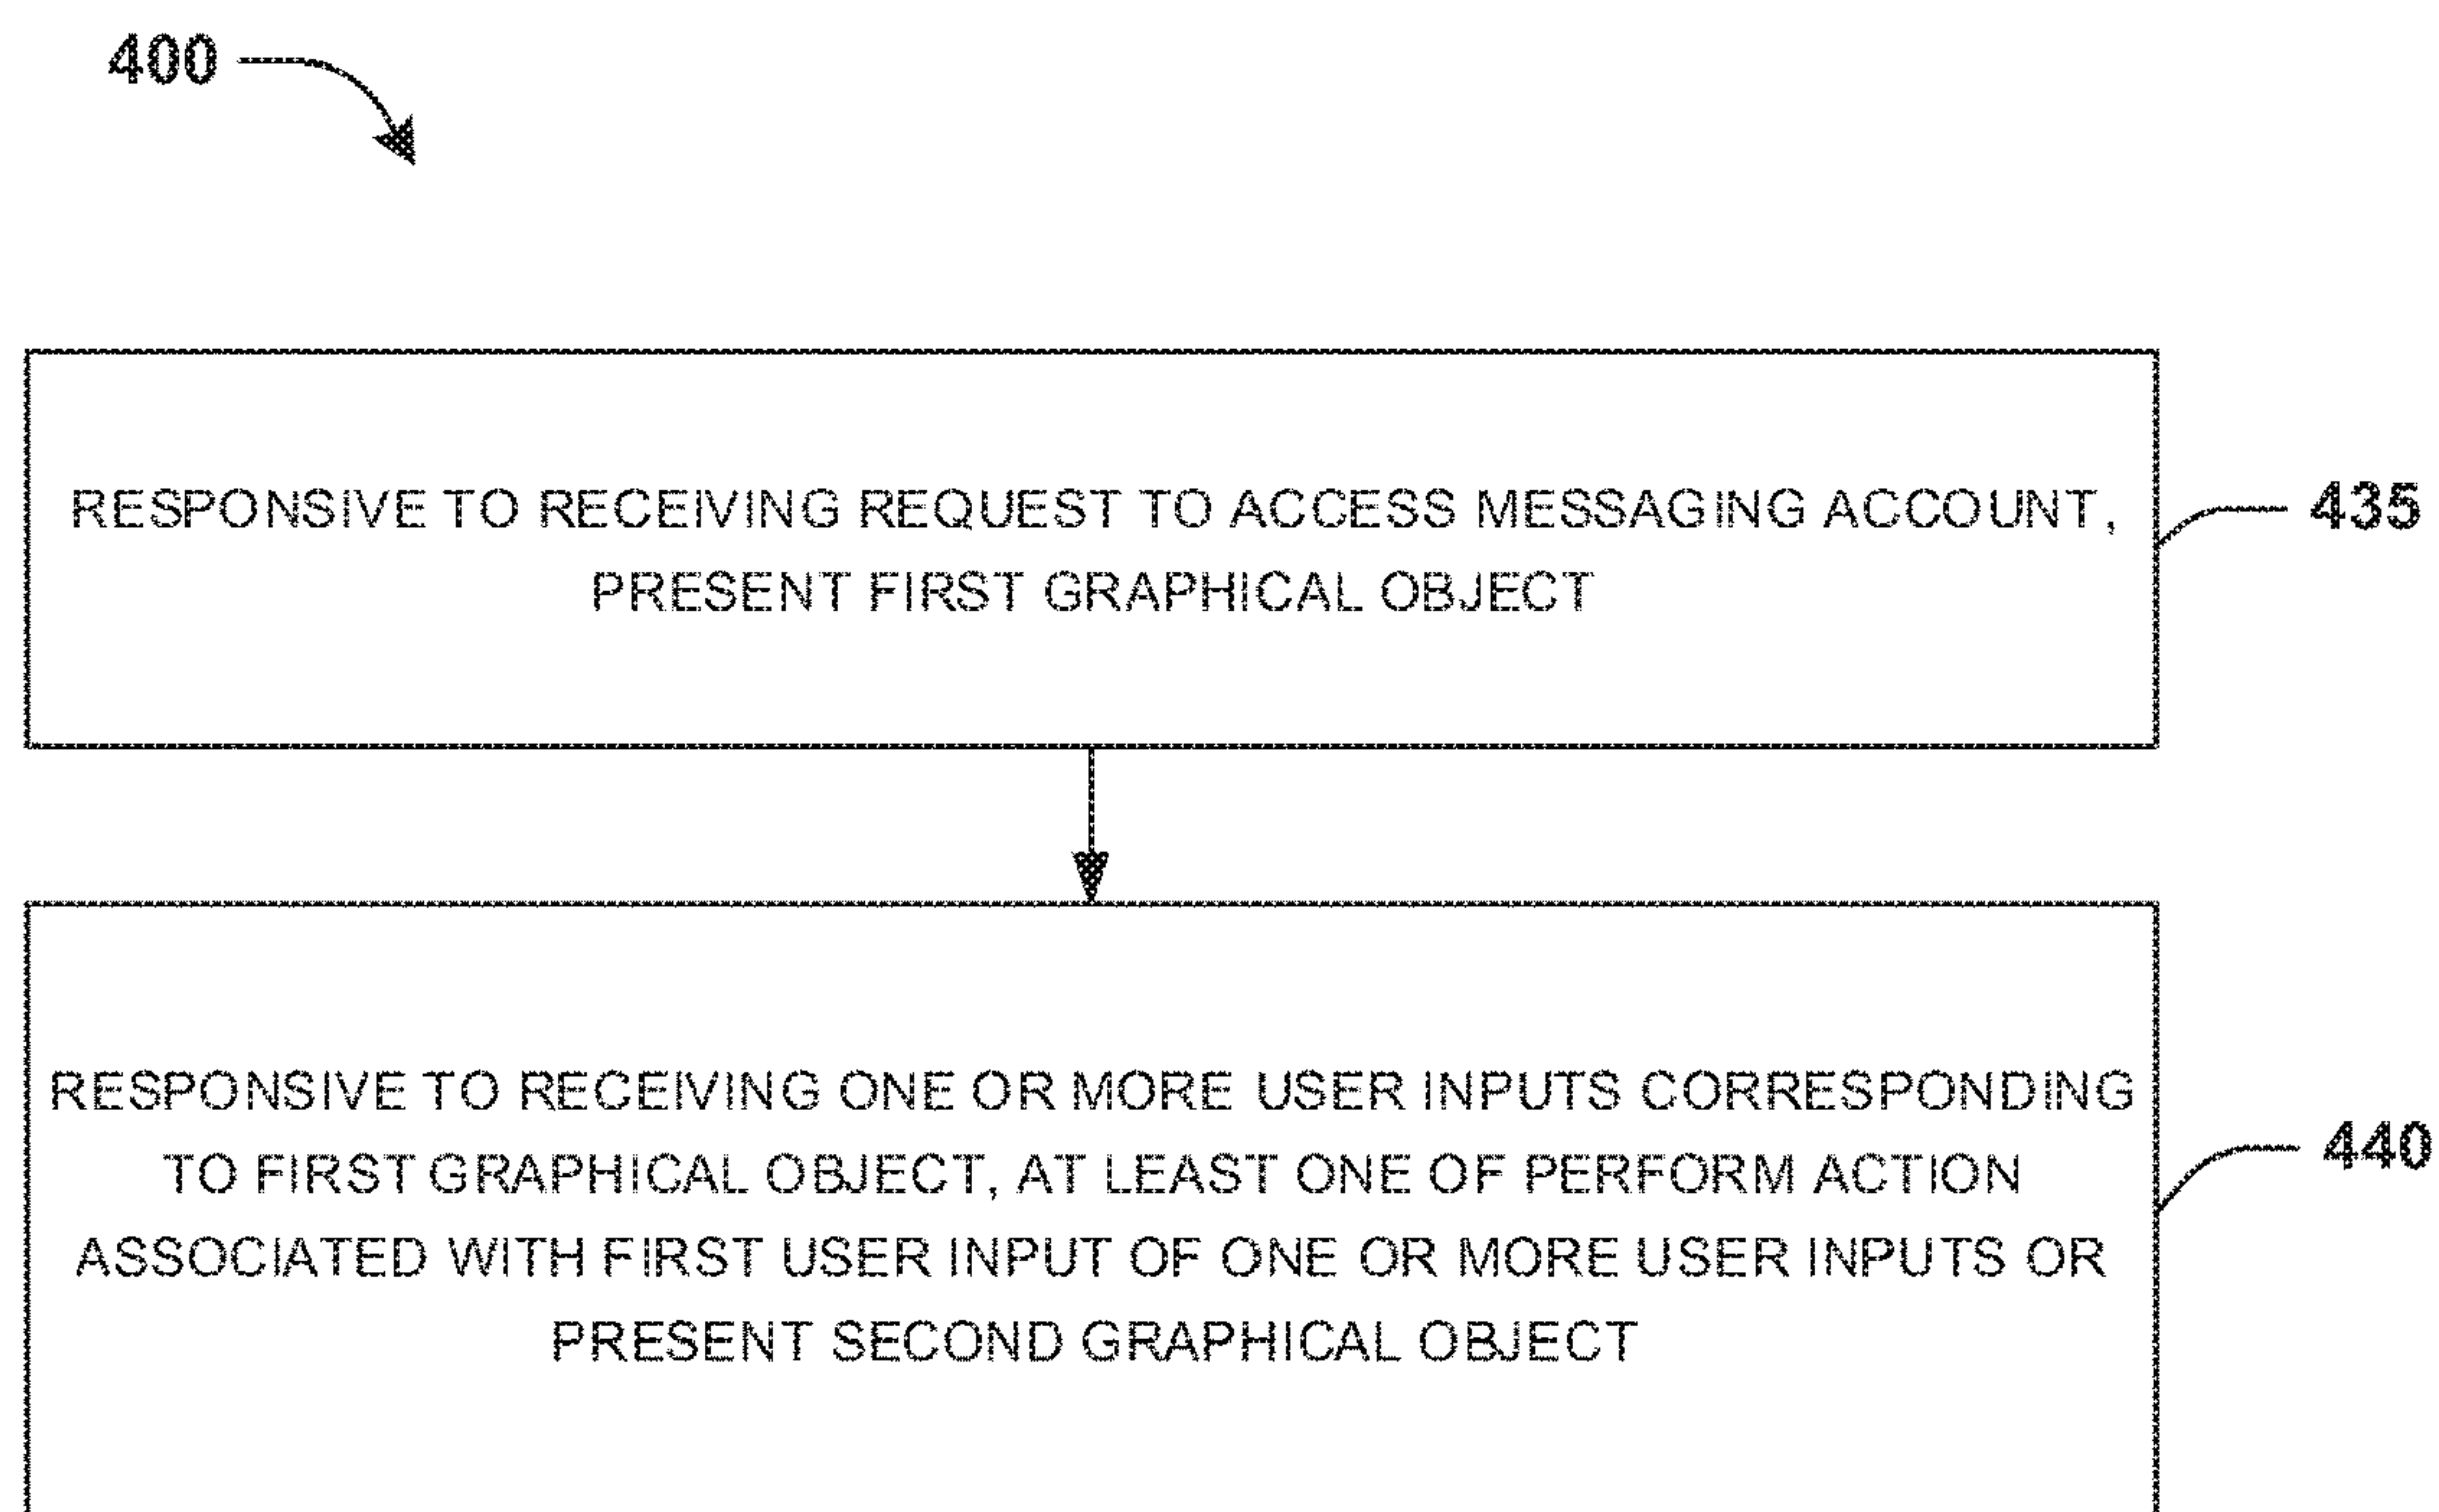 400
RESPONSIVE TO RECEIVING REQUEST TO ACCESS MESSAGING ACCOUNT,
PRESENT FIRST GRAPHICAL OBJECT
435
RESPONSIVE TO RECEIVING ONE OR MORE USER INPUTS CORRESPONDING
TO FIRST GRAPHICAL OBJECT, AT LEAST ONE OF PERFORM ACTION
ASSOCIATED WITH FIRST USER INPUT OF ONE OR MORE USER INPUTS OR
PRESENT SECOND GRAPHICAL OBJECT
440